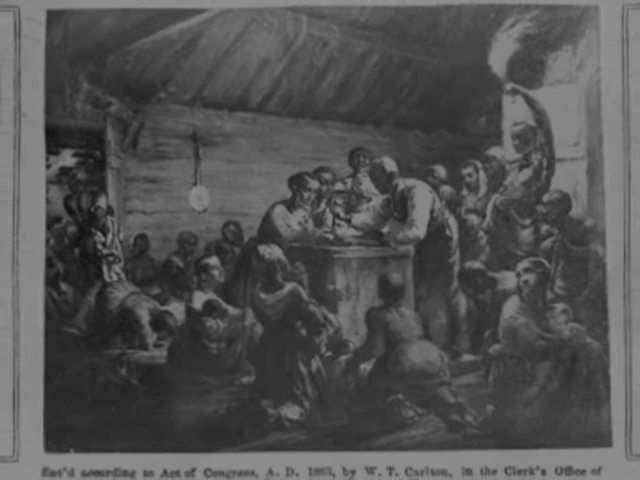 Ent'd according to Act of Congress, A. D. 1863, by W. T. Carlton, in the Clerk's Office of